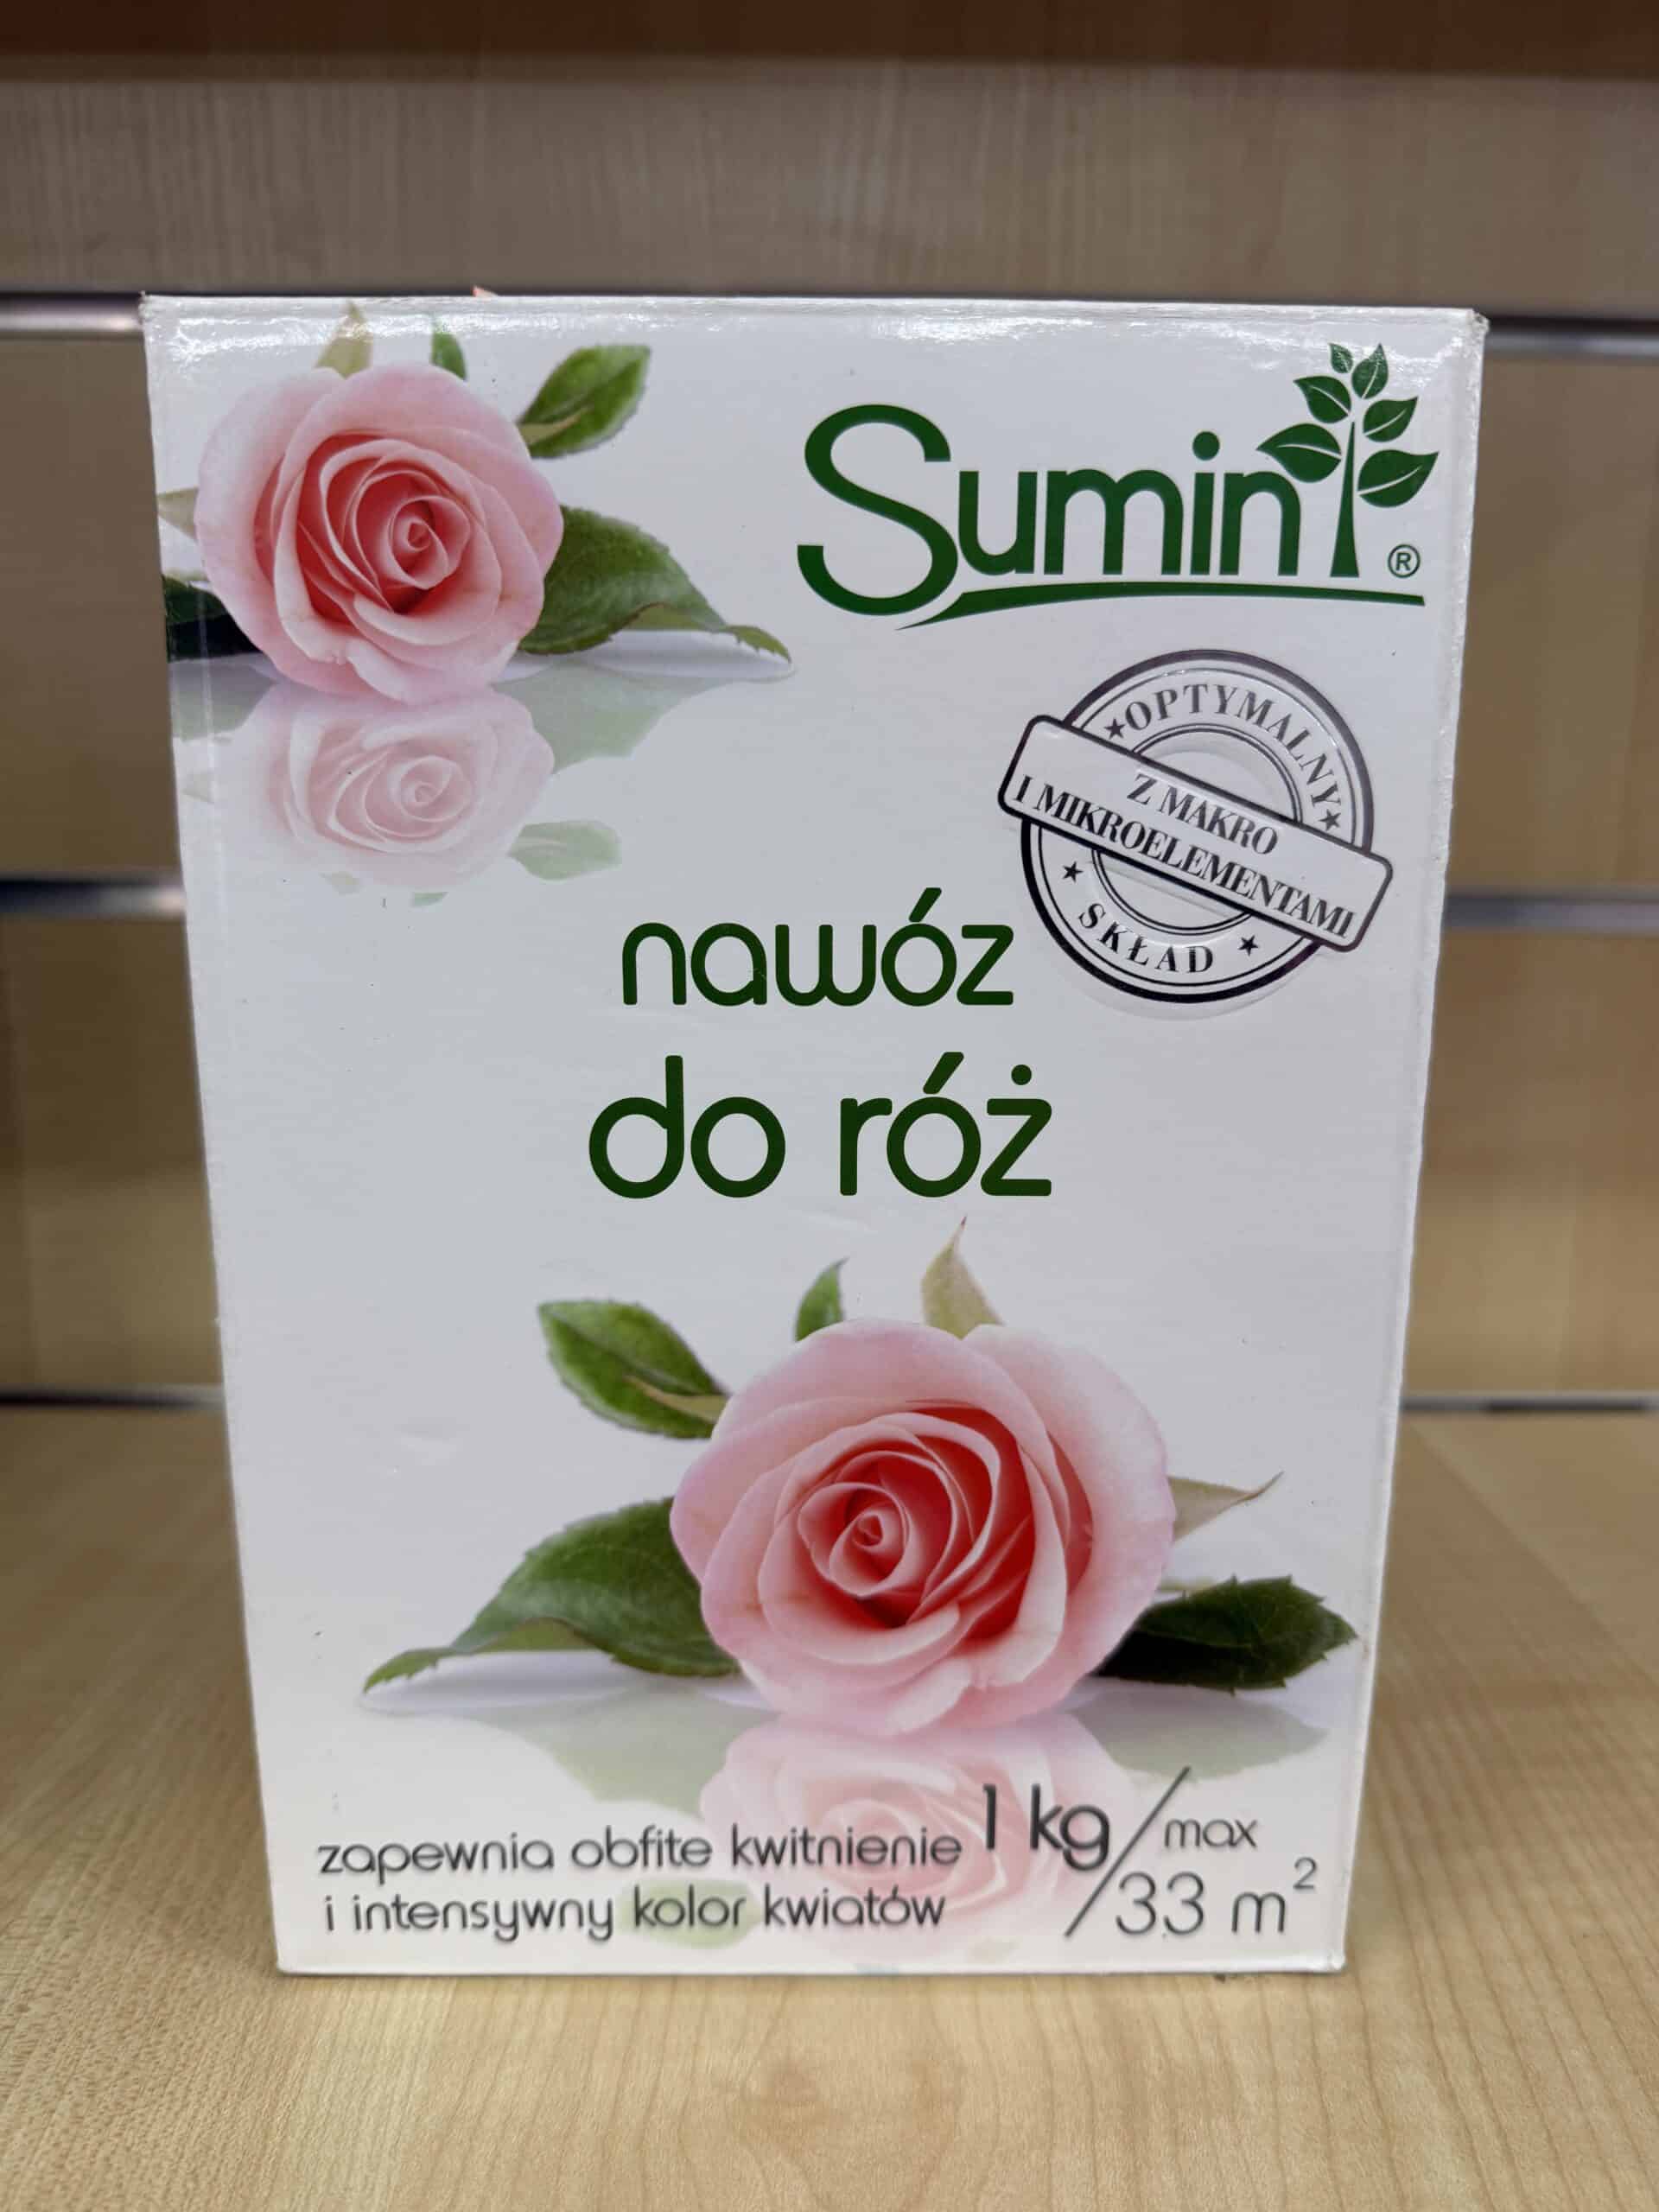 Sumin®
OPTYMALNY
Z MAKRO
I MIKROELEMENTAMI
SKŁAD
nawóz
do róż
zapewnia obfite kwitnienie
i intensywny kolor kwiatów
1 kg/max
33 m²